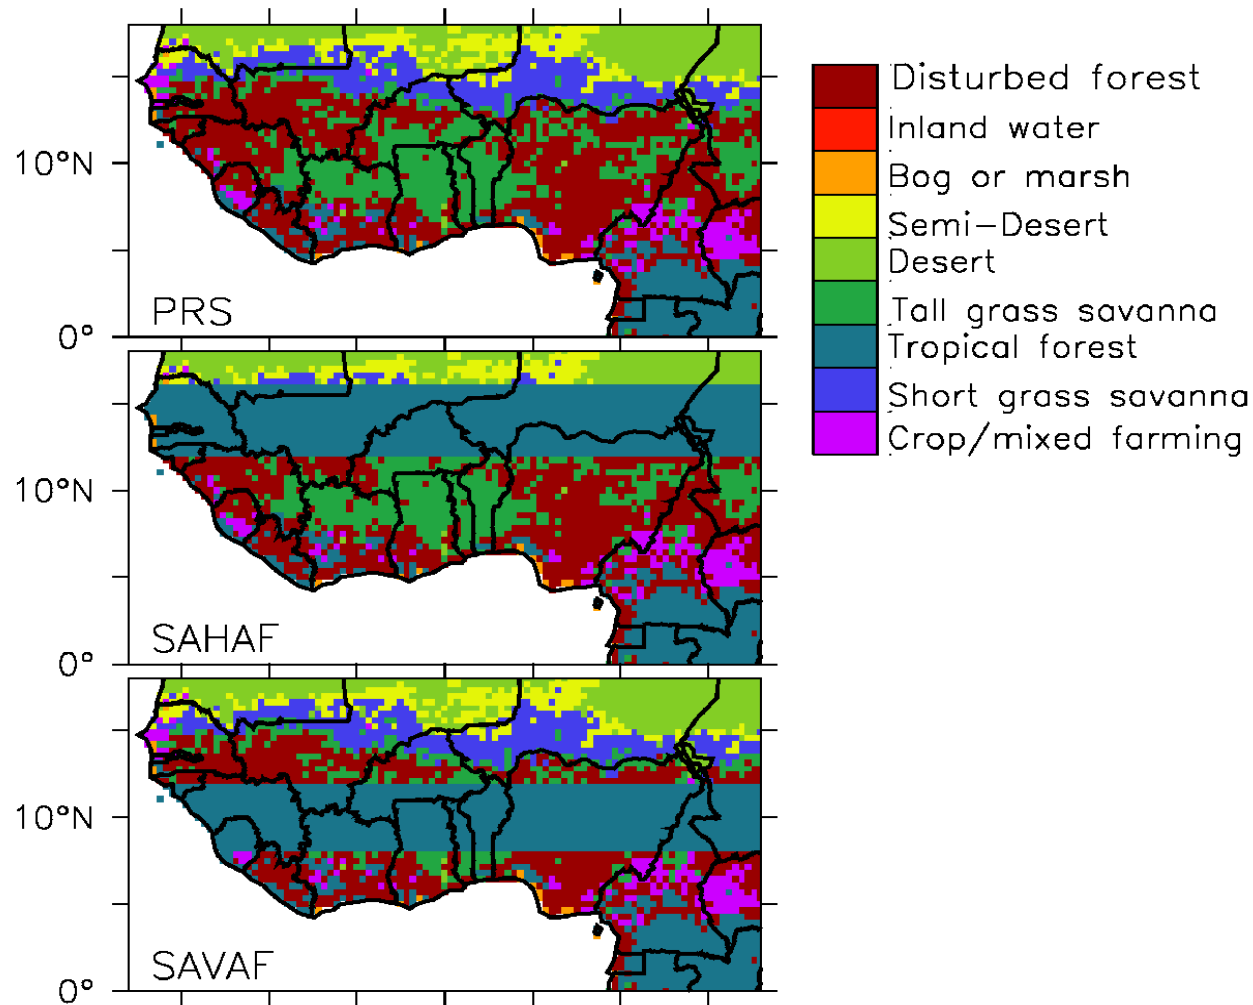 10°N
PRS
0°
10°N
SAHAF
0°
10°N
SAVAF
0°
Disturbed forest
Inland water
Bog or marsh
Semi-Desert
Desert
Tall grass savanna
Tropical forest
Short grass savanna
Crop/mixed farming